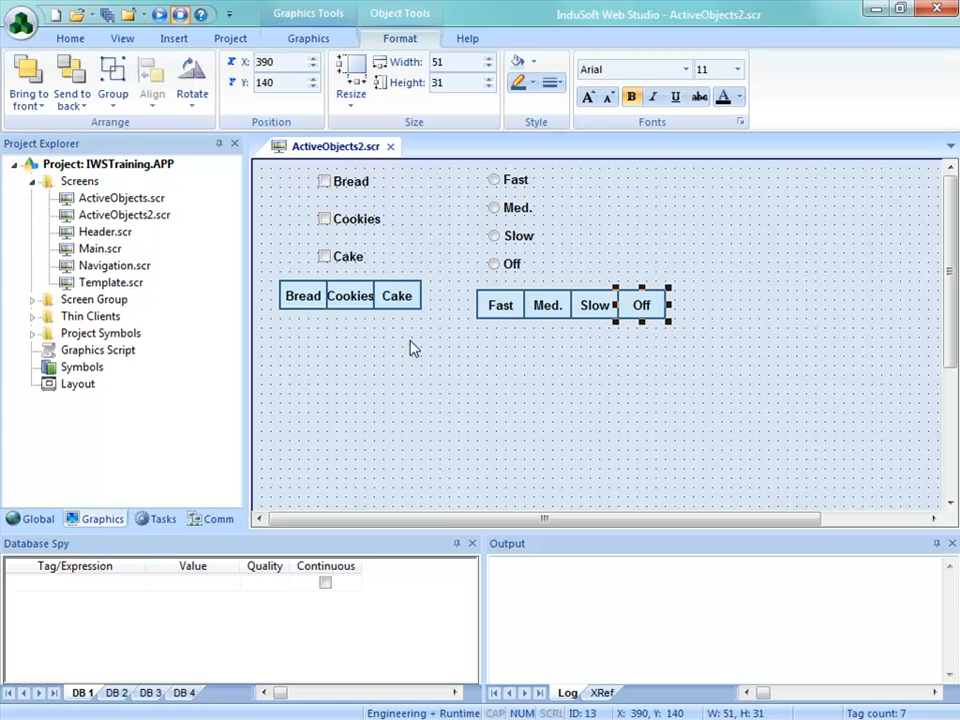 Graphics Tools
Object Tools
InduSoft Web Studio - ActiveObjects2.scr
Home
View
Insert
Project
Graphics
Format
Help
Bring to front
Send to back
Group
Align
Rotate
Arrange
X: 390
Y: 140
Position
Resize
Width: 51
Height: 31
Size
Style
Arial
11
A A B I U abc A
Fonts
Project Explorer
ActiveObjects2.scr
Project: IWSTraining.APP
Screens
ActiveObjects.scr
ActiveObjects2.scr
Header.scr
Main.scr
Navigation.scr
Template.scr
Screen Group
Thin Clients
Project Symbols
Graphics Script
Symbols
Layout
Global
Graphics
Tasks
Comm
Bread
Cookies
Cake
Bread Cookies Cake
Fast
Med.
Slow
Off
Fast Med. Slow Off
Database Spy
Tag/Expression Value Quality Continuous
DB 1 DB 2 DB 3 DB 4
Output
Log XRef
Engineering + Runtime CAP NUM SCRL ID: 13 X: 390, Y: 140 W: 51, H: 31 Tag count: 7